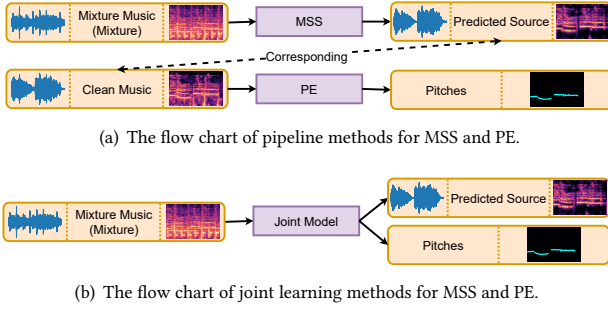 Mixture Music
(Mixture)
MSS
Predicted Source
Corresponding
Clean Music
PE
Pitches
(a) The flow chart of pipeline methods for MSS and PE.
Mixture Music
(Mixture)
Joint Model
Predicted Source
Pitches
(b) The flow chart of joint learning methods for MSS and PE.